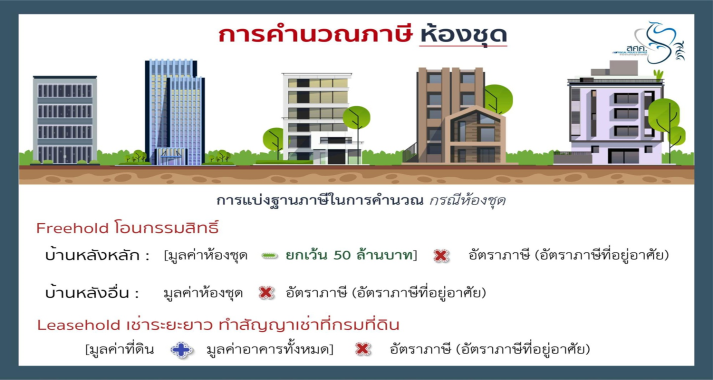 การคำนวณภาษี ห้องชุด
สคค.
การแบ่งฐานภาษีในการคำนวณ กรณีห้องชุด
Freehold โอนกรรมสิทธิ์
บ้านหลังหลัก : [มูลค่าห้องชุด ➖ ยกเว้น 50 ล้านบาท] ✖ อัตราภาษี (อัตราภาษีที่อยู่อาศัย)
บ้านหลังอื่น : มูลค่าห้องชุด ✖ อัตราภาษี (อัตราภาษีที่อยู่อาศัย)
Leasehold เช่าระยะยาว ทำสัญญาเช่าที่กรมที่ดิน
[มูลค่าที่ดิน ➕ มูลค่าอาคารทั้งหมด] ✖ อัตราภาษี (อัตราภาษีที่อยู่อาศัย)